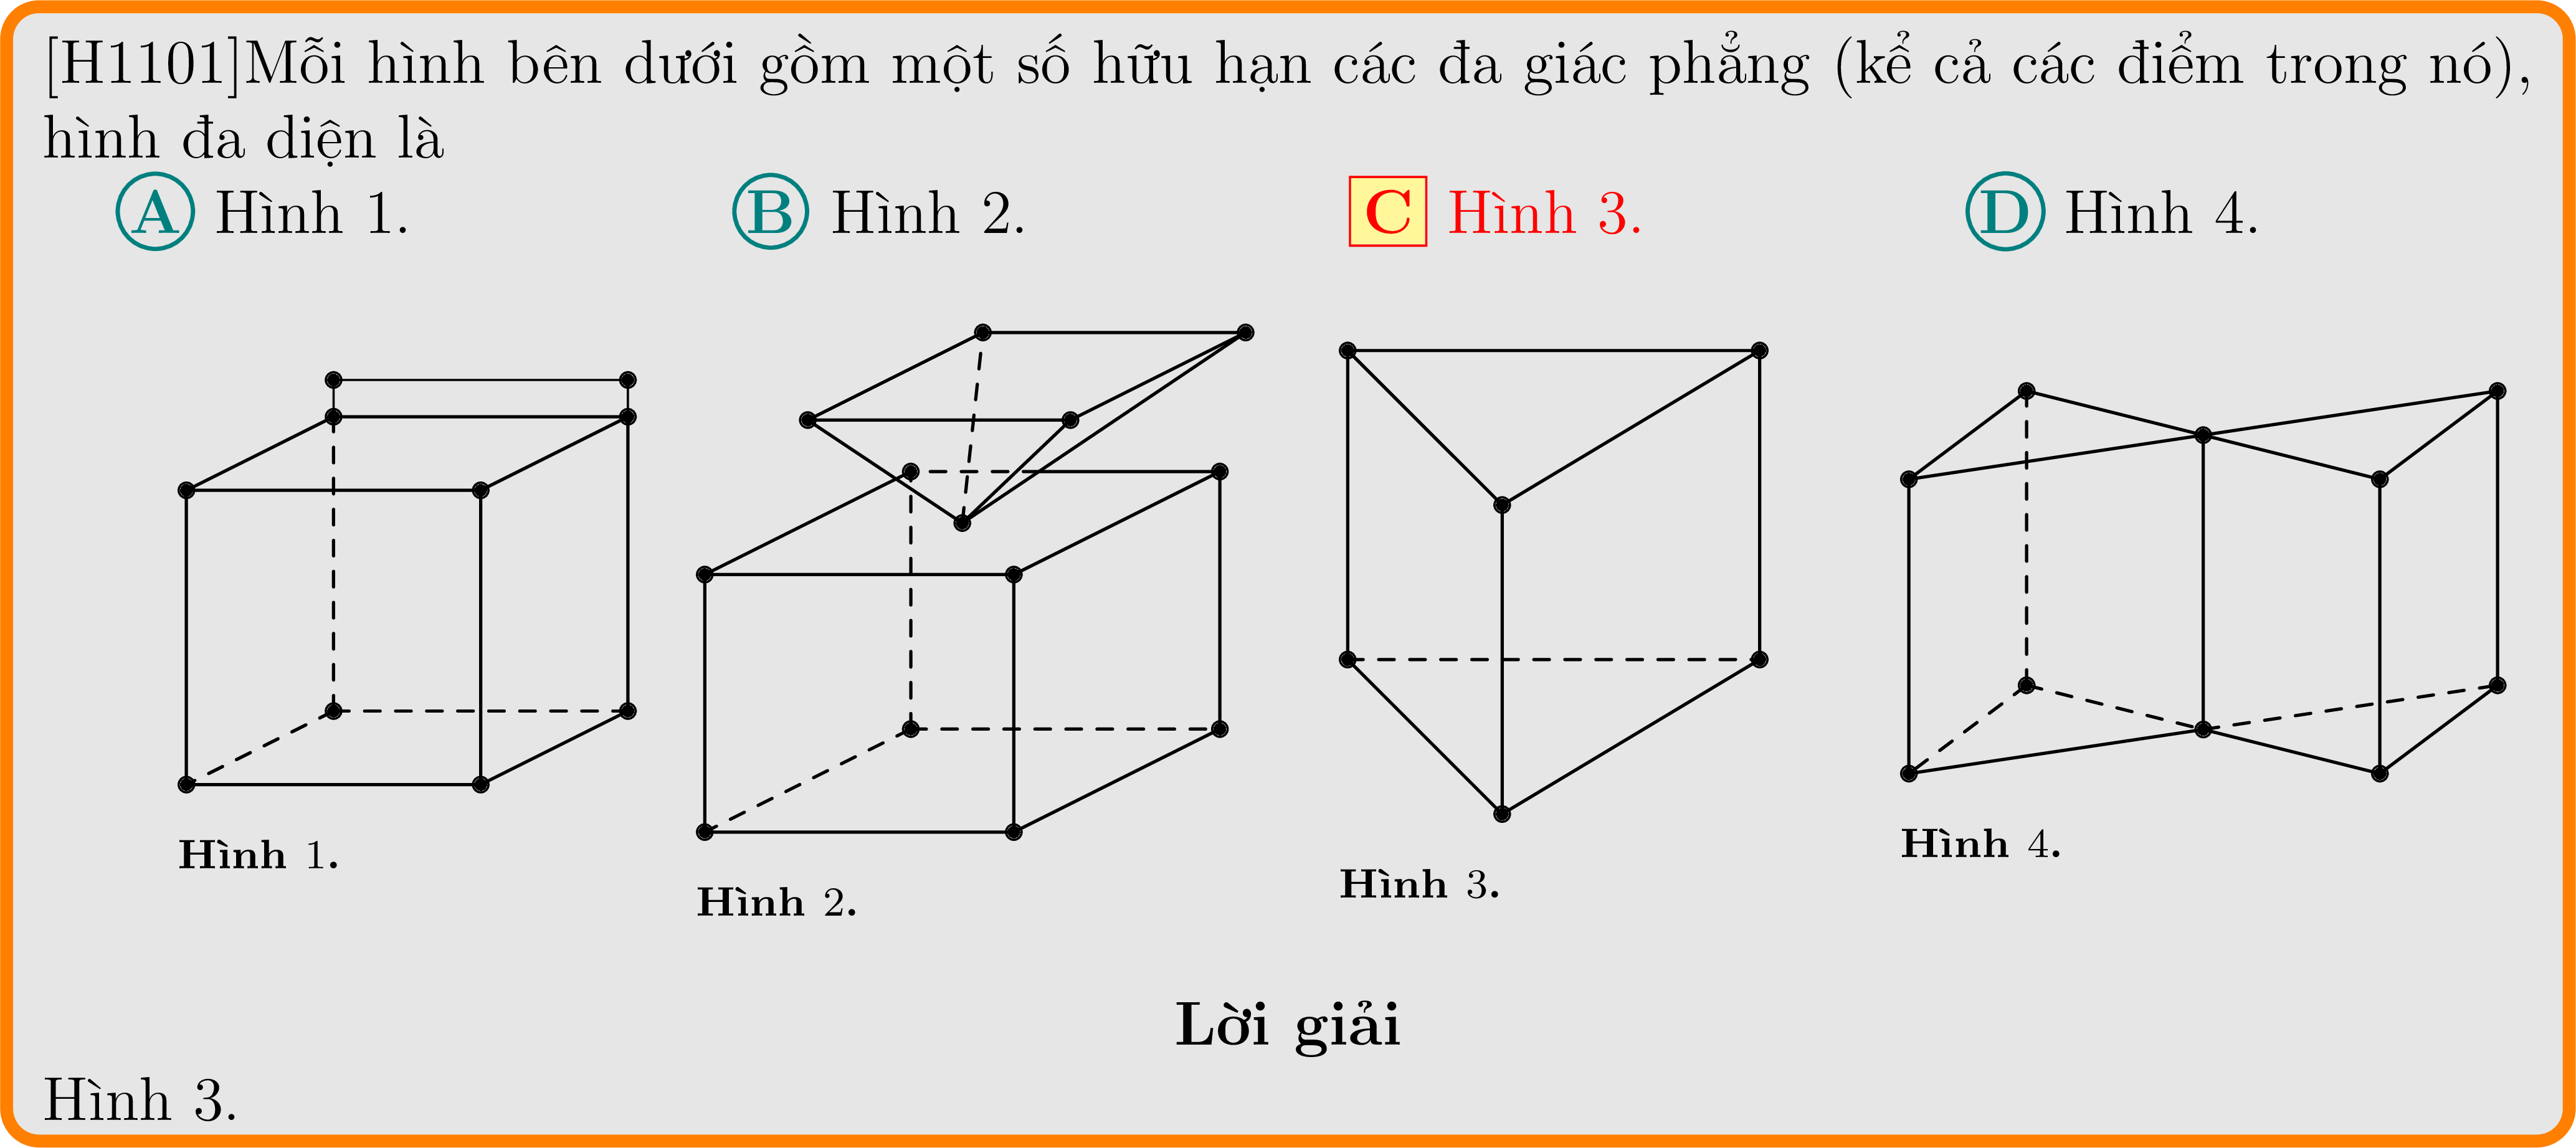 [H1101]Mỗi hình bên dưới gồm một số hữu hạn các đa giác phẳng (kể cả các điểm trong nó),
hình đa diện là
A Hình 1. B Hình 2. C Hình 3. D Hình 4.
Hình 1.
Hình 2.
Hình 3.
Hình 4.
Lời giải
Hình 3.